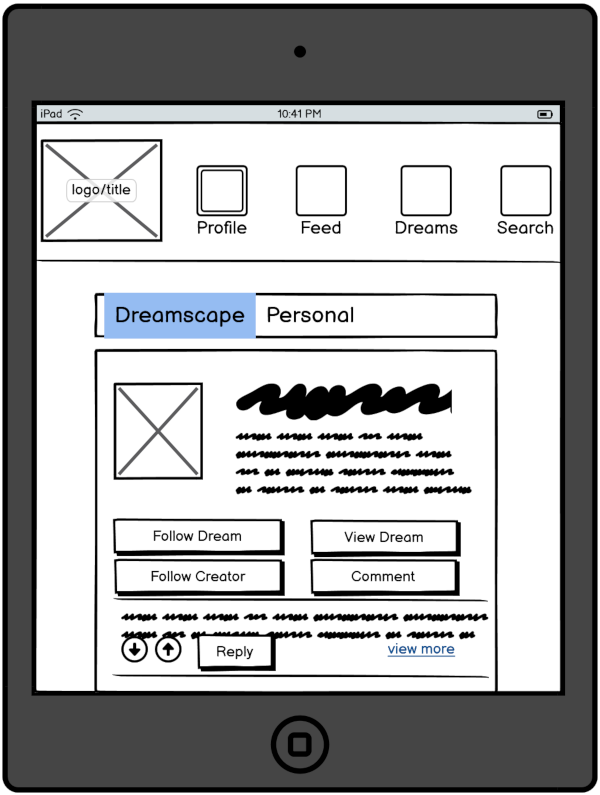 iPad 10:41 PM
logo/title
Profile Feed Dreams Search
Dreamscape Personal
Follow Dream View Dream
Follow Creator Comment
Reply view more